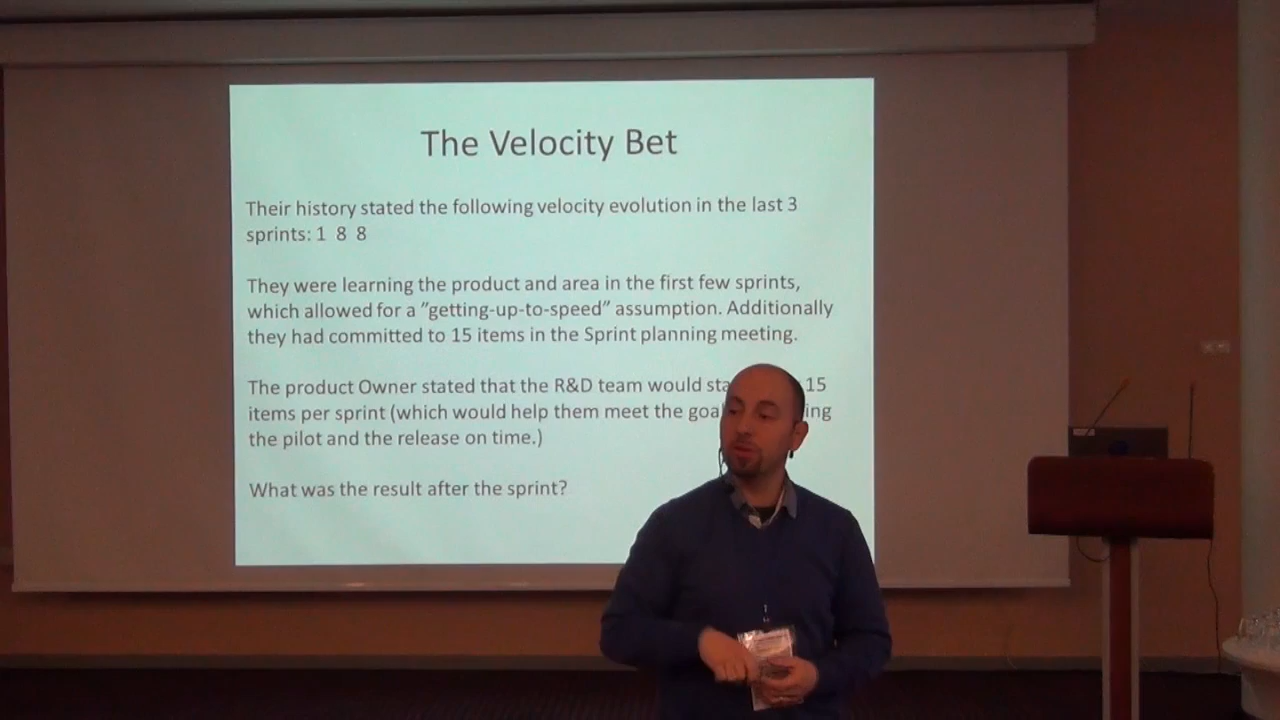 The Velocity Bet
Their history stated the following velocity evolution in the last 3
sprints: 1 8 8
They were learning the product and area in the first few sprints,
which allowed for a ”getting-up-to-speed” assumption. Additionally
they had committed to 15 items in the Sprint planning meeting.
The product Owner stated that the R&D team would 15
items per sprint (which would help them meet the
the pilot and the release on time.)
What was the result after the sprint?